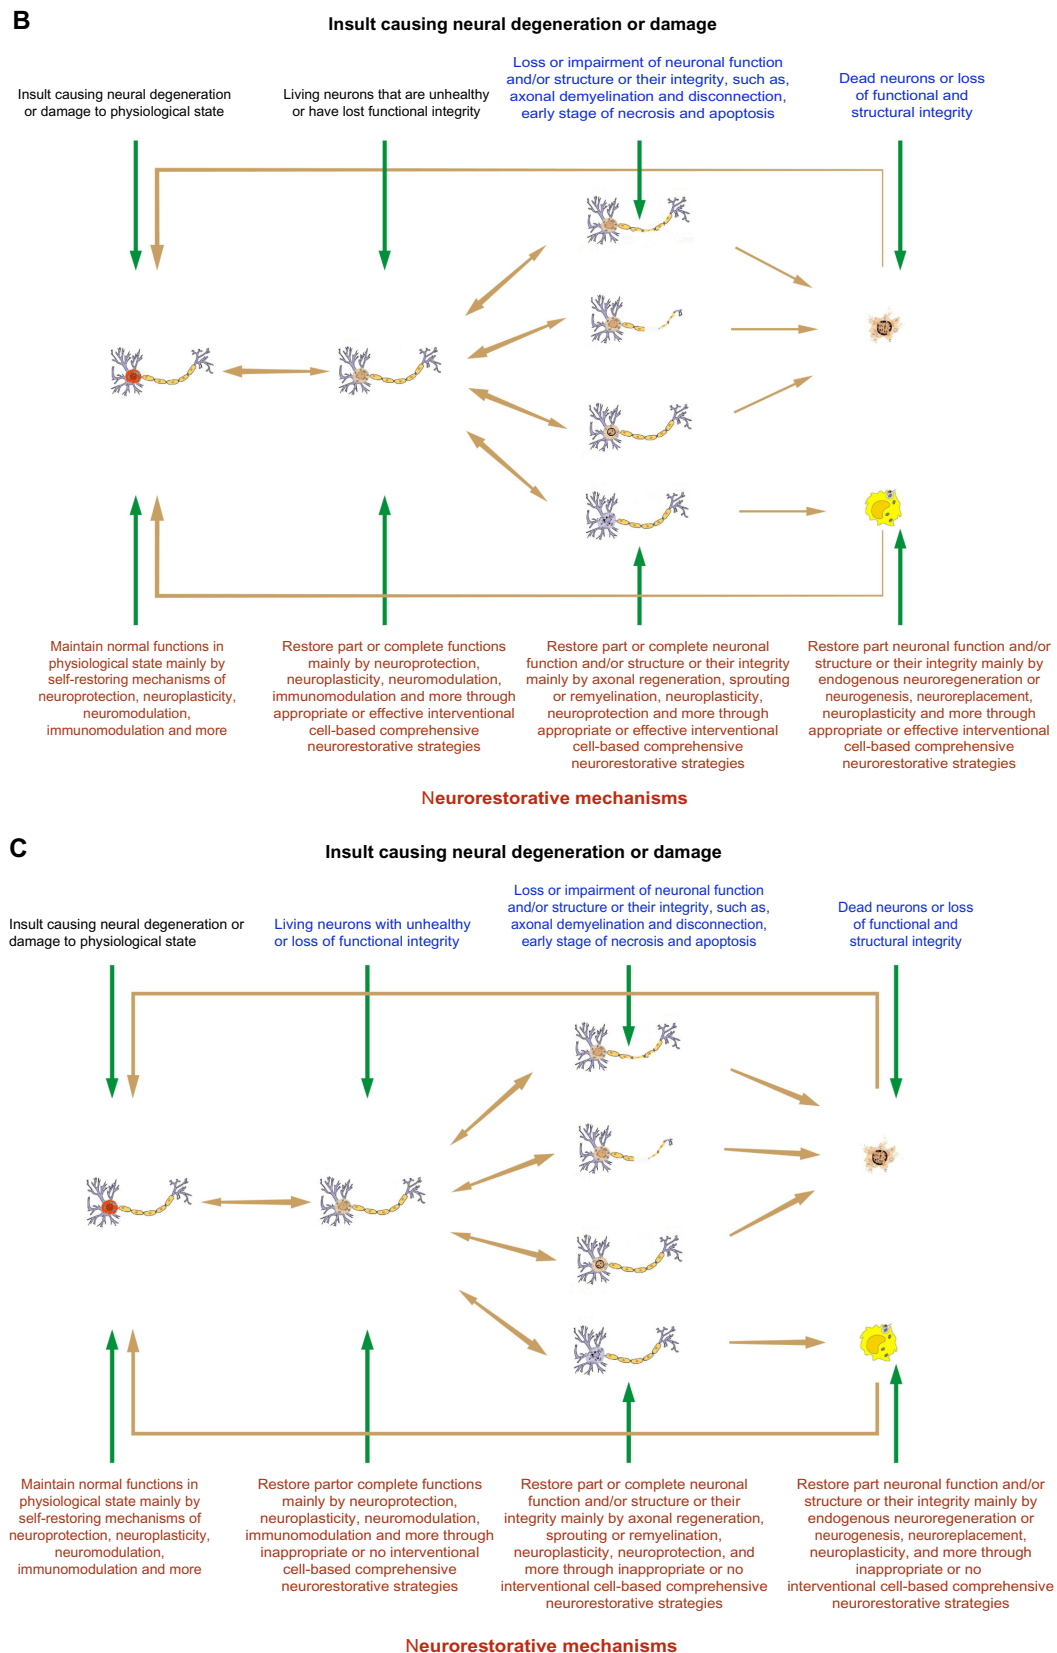 B
Insult causing neural degeneration or damage
Insult causing neural degeneration
or damage to physiological state
Living neurons that are unhealthy
or have lost functional integrity
Loss or impairment of neuronal function
and/or structure or their integrity, such as,
axonal demyelination and disconnection,
early stage of necrosis and apoptosis
Dead neurons or loss
of functional and
structural integrity
Maintain normal functions in
physiological state mainly by
self-restoring mechanisms of
neuroprotection, neuroplasticity,
neuromodulation,
immunomodulation and more
Restore part or complete functions
mainly by neuroprotection,
neuroplasticity, neuromodulation,
immunomodulation and more through
appropriate or effective interventional
cell-based comprehensive
neurorestorative strategies
Restore part or complete neuronal
function and/or structure or their integrity
mainly by axonal regeneration, sprouting
or remyelination, neuroplasticity,
neuroprotection and more through
appropriate or effective interventional
cell-based comprehensive
neurorestorative strategies
Restore part neuronal function and/or
structure or their integrity mainly by
endogenous neuroregeneration or
neurogenesis, neuroreplacement,
neuroplasticity and more through
appropriate or effective interventional
cell-based comprehensive
neurorestorative strategies
Neurorestorative mechanisms
C
Insult causing neural degeneration or damage
Insult causing neural degeneration or
damage to physiological state
Living neurons with unhealthy
or loss of functional integrity
Loss or impairment of neuronal function
and/or structure or their integrity, such as,
axonal demyelination and disconnection,
early stage of necrosis and apoptosis
Dead neurons or loss
of functional and
structural integrity
Maintain normal functions in
physiological state mainly by
self-restoring mechanisms of
neuroprotection, neuroplasticity,
neuromodulation,
immunomodulation and more
Restore partor complete functions
mainly by neuroprotection,
neuroplasticity, neuromodulation,
immunomodulation and more through
inappropriate or no interventional
cell-based comprehensive
neurorestorative strategies
Restore part or complete neuronal
function and/or structure or their
integrity mainly by axonal regeneration,
sprouting or remyelination,
neuroplasticity, neuroprotection, and
more through inappropriate or no
interventional cell-based comprehensive
neurorestorative strategies
Restore part neuronal function and/or
structure or their integrity mainly by
endogenous neuroregeneration
or neurogenesis, neuroreplacement,
neuroplasticity, and more through
inappropriate or no
interventional cell-based comprehensive
neurorestorative strategies
Neurorestorative mechanisms